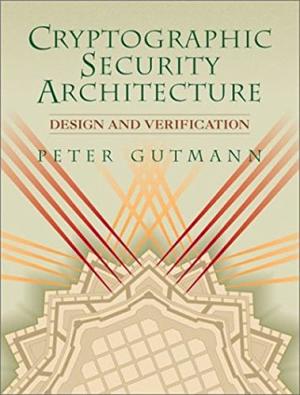 CRYPTOGRAPHIC
SECURITY
ARCHITECTURE
DESIGN AND VERIFICATION
PETER GUTMANN